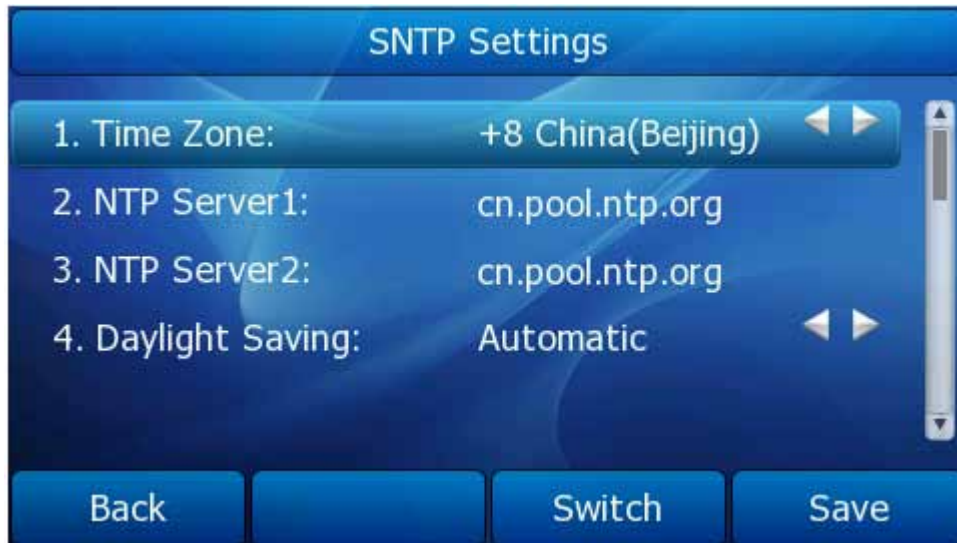 SNTP Settings
1. Time Zone: +8 China(Beijing)
2. NTP Server1: cn.pool.ntp.org
3. NTP Server2: cn.pool.ntp.org
4. Daylight Saving: Automatic
Back Switch Save